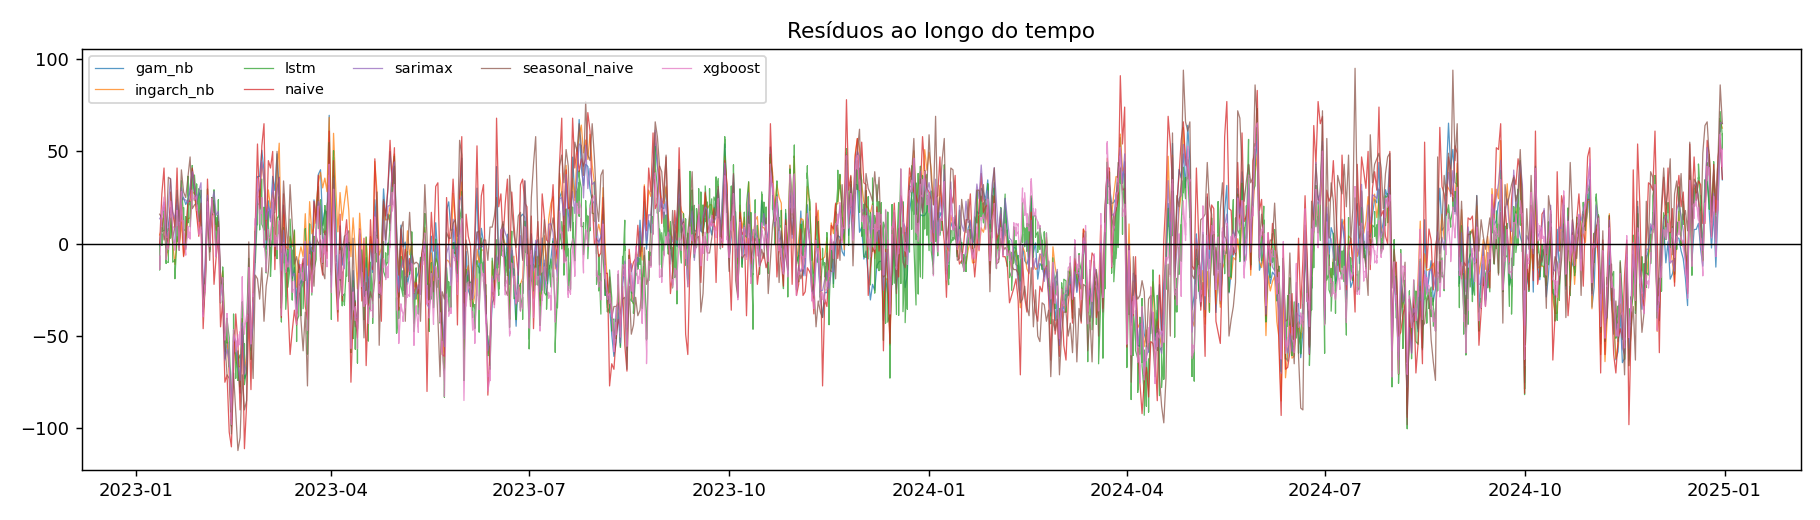 Resíduos ao longo do tempo
gam_nb lstm sarimax seasonal_naive xgboost
ingarch_nb naive
100
50
0
−50
−100
2023-01 2023-04 2023-07 2023-10 2024-01 2024-04 2024-07 2024-10 2025-01